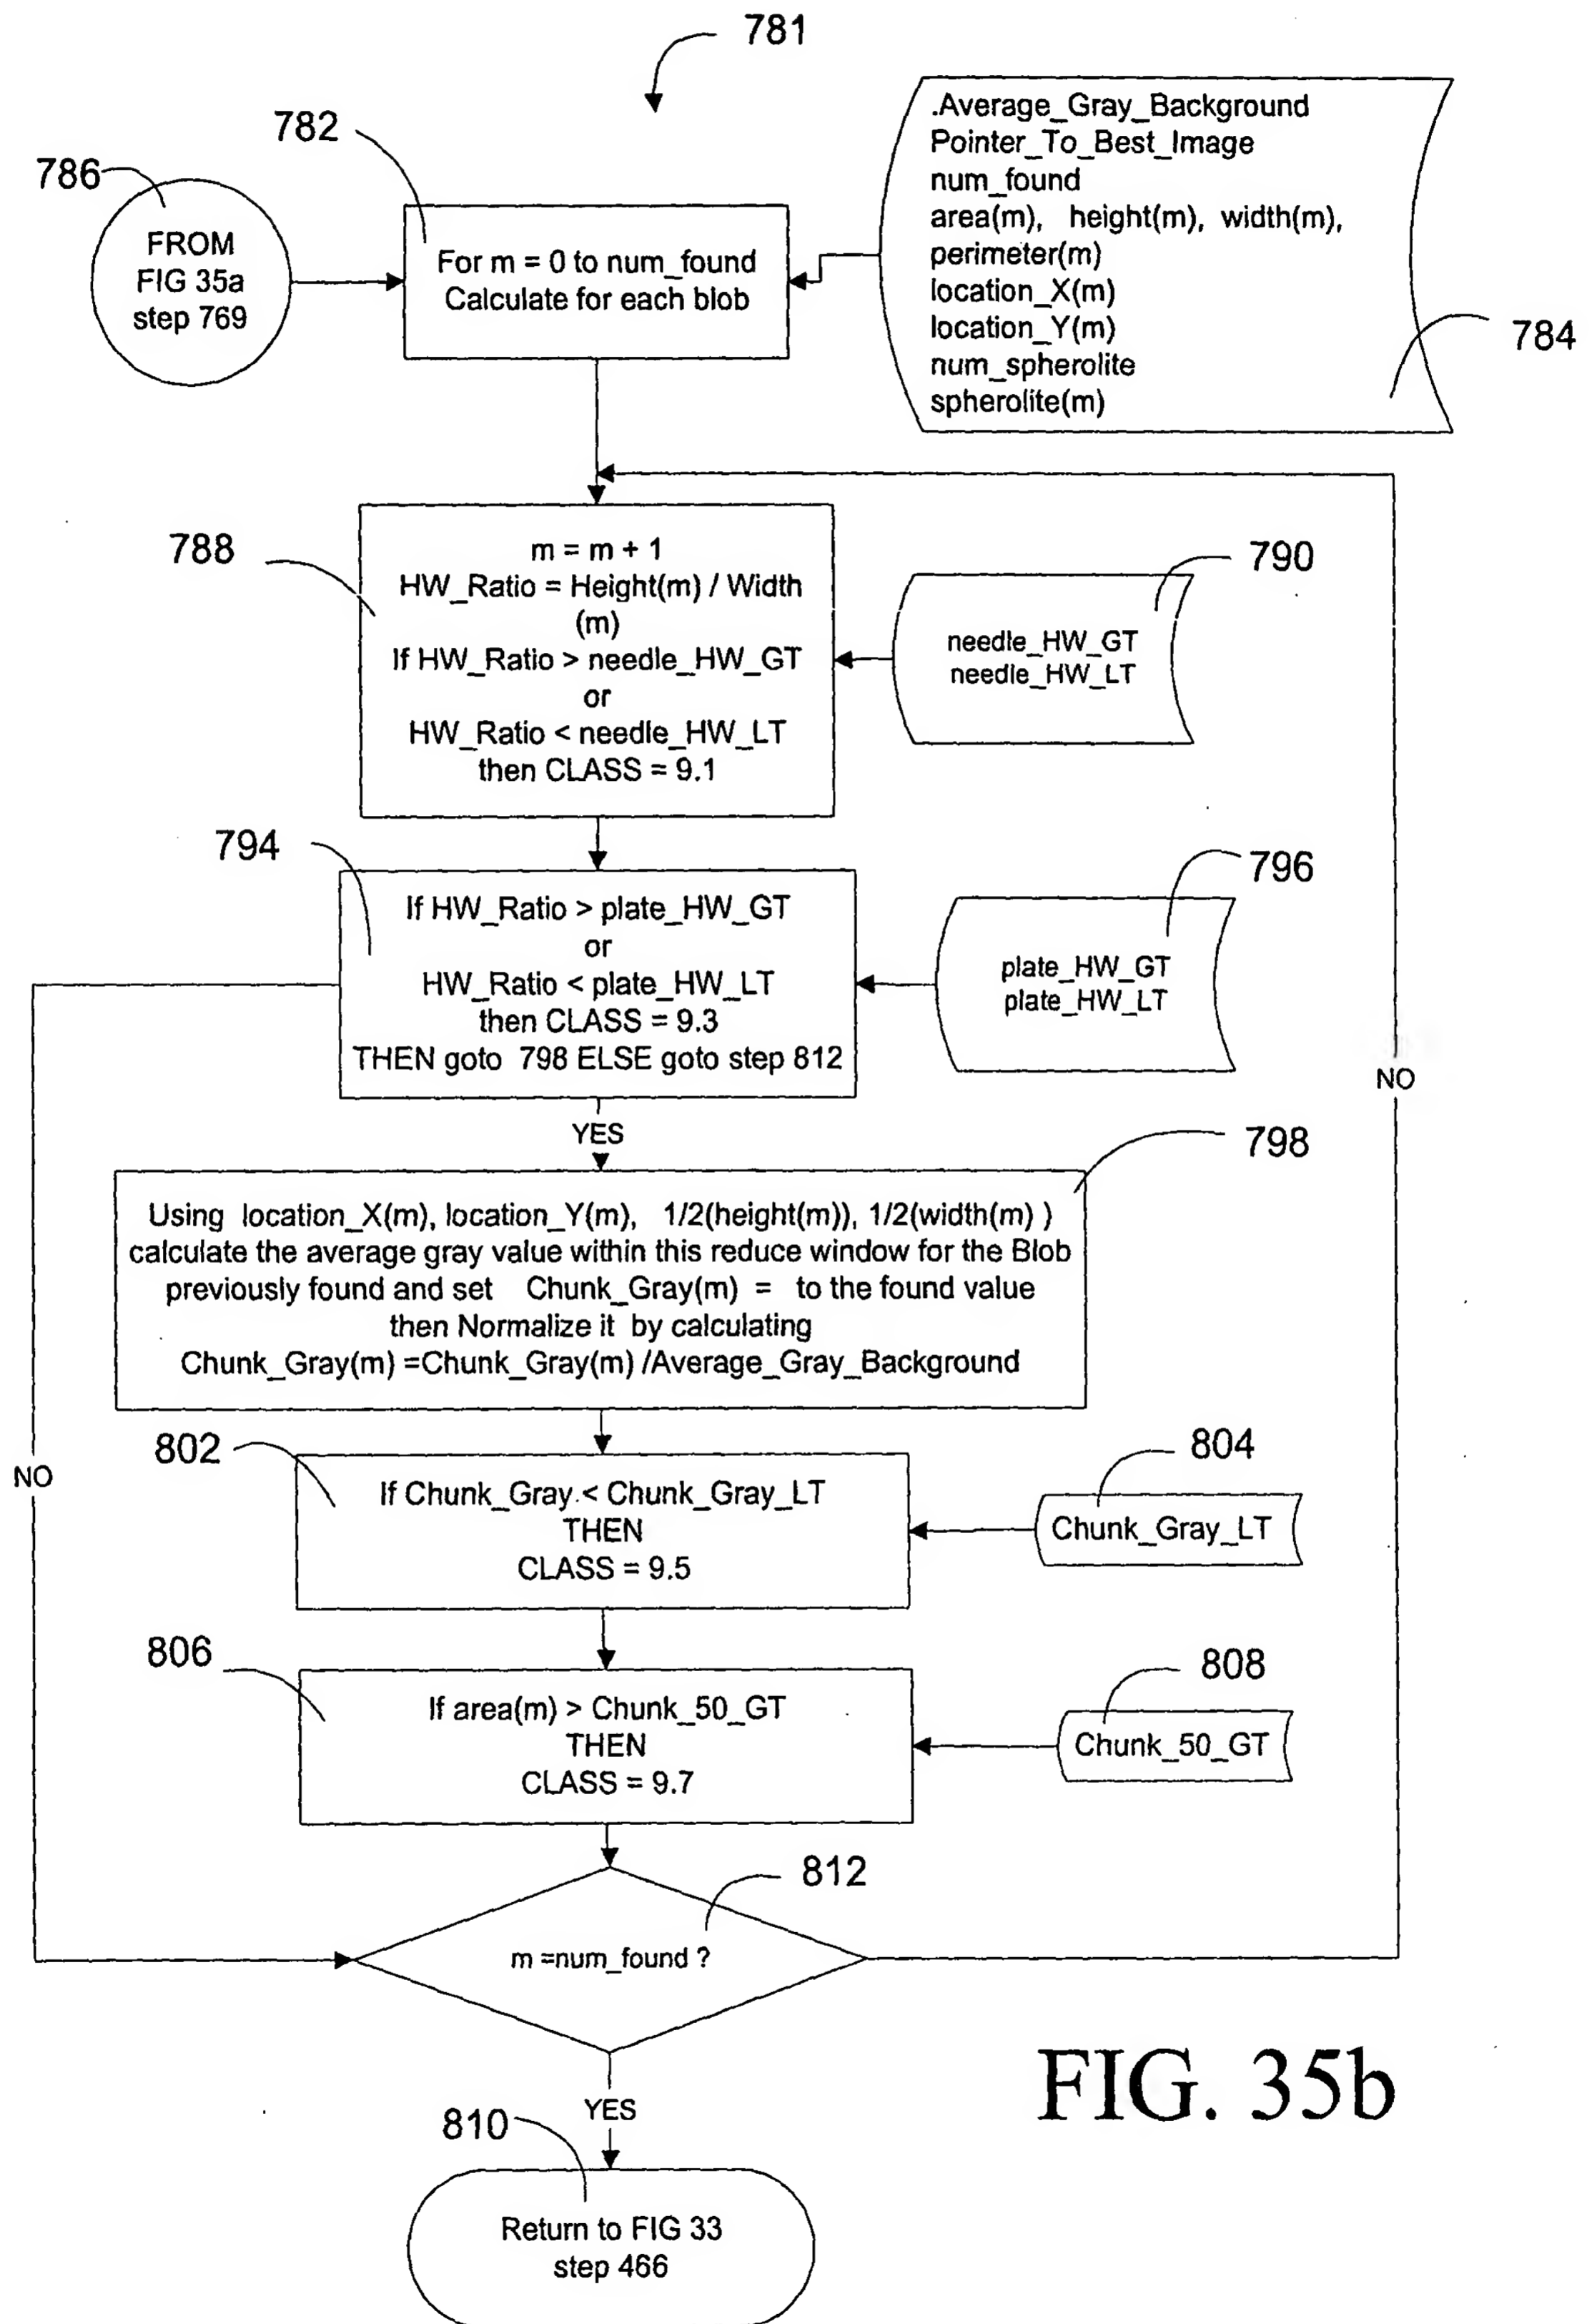 781
782
.Average_Gray_Background
Pointer_To_Best_Image
num_found
area(m), height(m), width(m),
perimeter(m)
location_X(m)
location_Y(m)
num_spherolite
spherolite(m)
784
786
FROM
FIG 35a
step 769
For m = 0 to num_found
Calculate for each blob
788
m = m + 1
HW_Ratio = Height(m) / Width
(m)
If HW_Ratio > needle_HW_GT
or
HW_Ratio < needle_HW_LT
then CLASS = 9.1
790
needle_HW_GT
needle_HW_LT
794
If HW_Ratio > plate_HW_GT
or
HW_Ratio < plate_HW_LT
then CLASS = 9.3
THEN goto 798 ELSE goto step 812
796
plate_HW_GT
plate_HW_LT
NO
YES
798
Using location_X(m), location_Y(m), 1/2(height(m)), 1/2(width(m) )
calculate the average gray value within this reduce window for the Blob
previously found and set Chunk_Gray(m) = to the found value
then Normalize it by calculating
Chunk_Gray(m) =Chunk_Gray(m) /Average_Gray_Background
NO
802
If Chunk_Gray < Chunk_Gray_LT
THEN
CLASS = 9.5
804
Chunk_Gray_LT
806
If area(m) > Chunk_50_GT
THEN
CLASS = 9.7
808
Chunk_50_GT
812
m =num_found ?
YES
810
Return to FIG 33
step 466
FIG. 35b